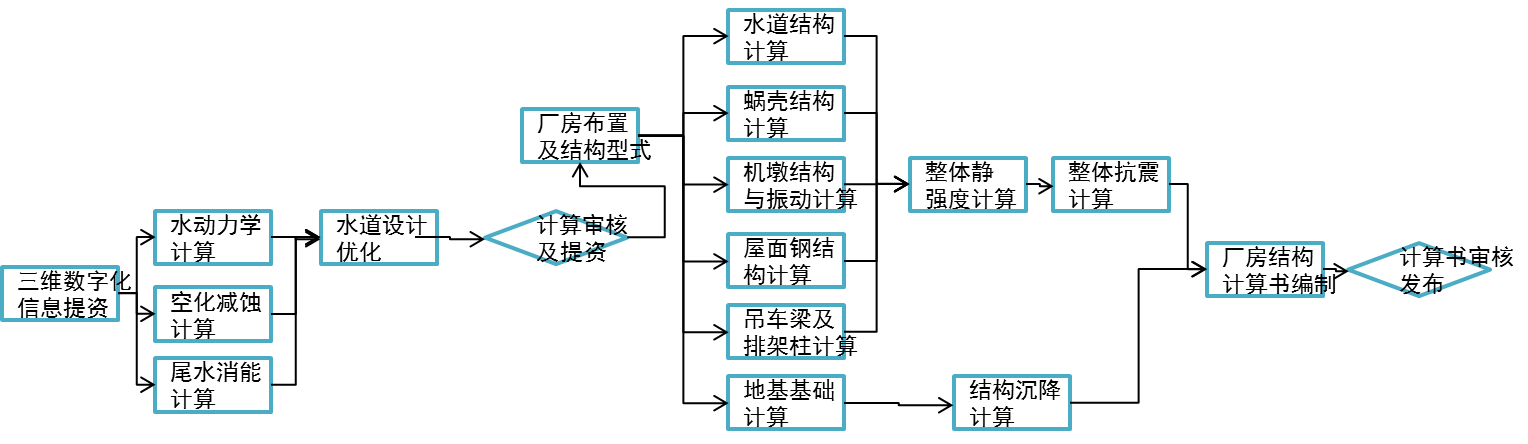 三维数字化
信息提资
水动力学
计算
空化减蚀
计算
尾水消能
计算
水道设计
优化
计算审核
及提资
厂房布置
及结构型式
水道结构
计算
蜗壳结构
计算
机墩结构
与振动计算
屋面钢结
构计算
吊车梁及
排架柱计算
地基基础
计算
整体静
强度计算
整体抗震
计算
结构沉降
计算
厂房结构
计算书编制
计算书审核
发布